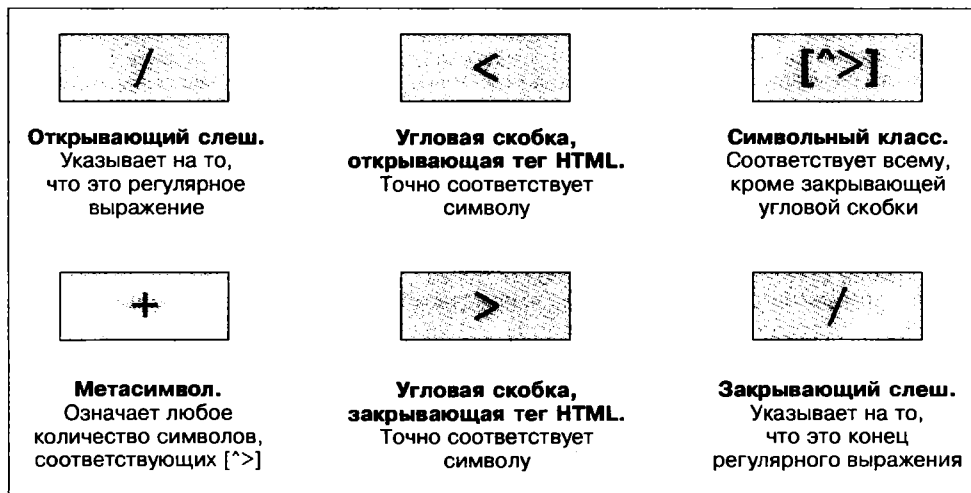 /
Открывающий слеш.
Указывает на то,
что это регулярное
выражение
<
Угловая скобка,
открывающая тег HTML.
Точно соответствует
символу
[^>]
Символьный класс.
Соответствует всему,
кроме закрывающей
угловой скобки
+
Метасимвол.
Означает любое
количество символов,
соответствующих [^>]
>
Угловая скобка,
закрывающая тег HTML.
Точно соответствует
символу
/
Закрывающий слеш.
Указывает на то,
что это конец
регулярного выражения